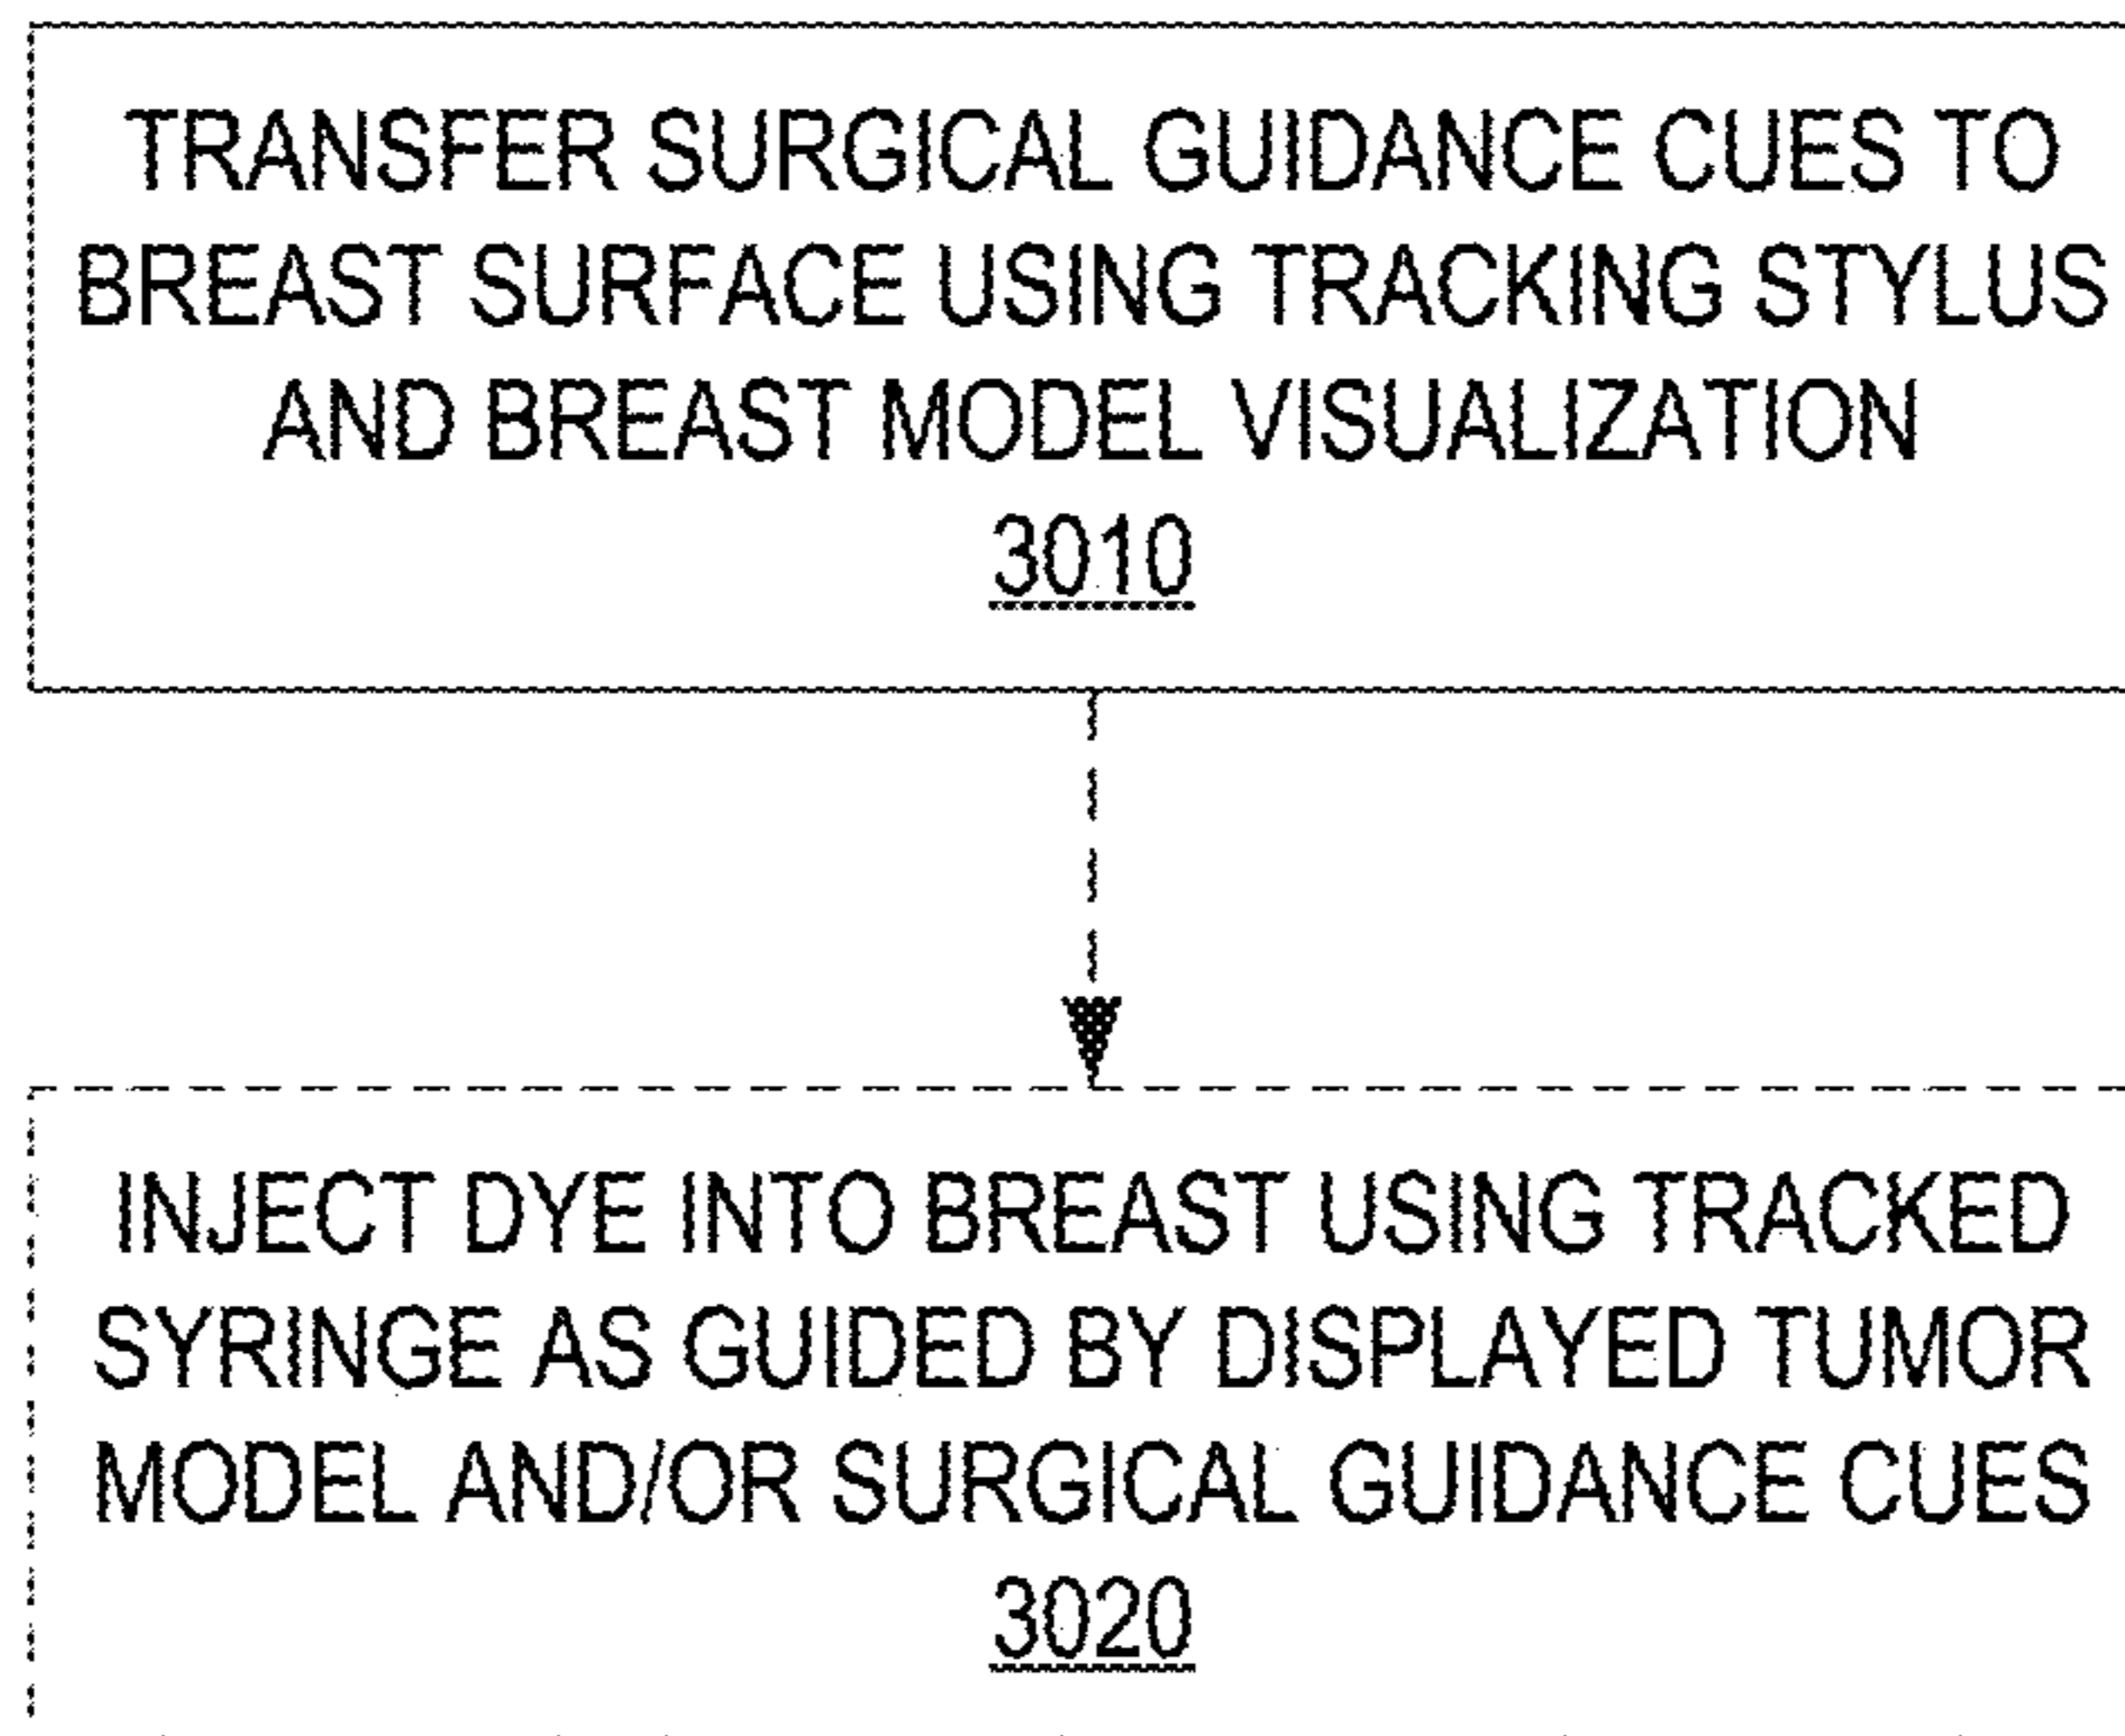 TRANSFER SURGICAL GUIDANCE CUES TO
BREAST SURFACE USING TRACKING STYLUS
AND BREAST MODEL VISUALIZATION
3010
INJECT DYE INTO BREAST USING TRACKED
SYRINGE AS GUIDED BY DISPLAYED TUMOR
MODEL AND/OR SURGICAL GUIDANCE CUES
3020